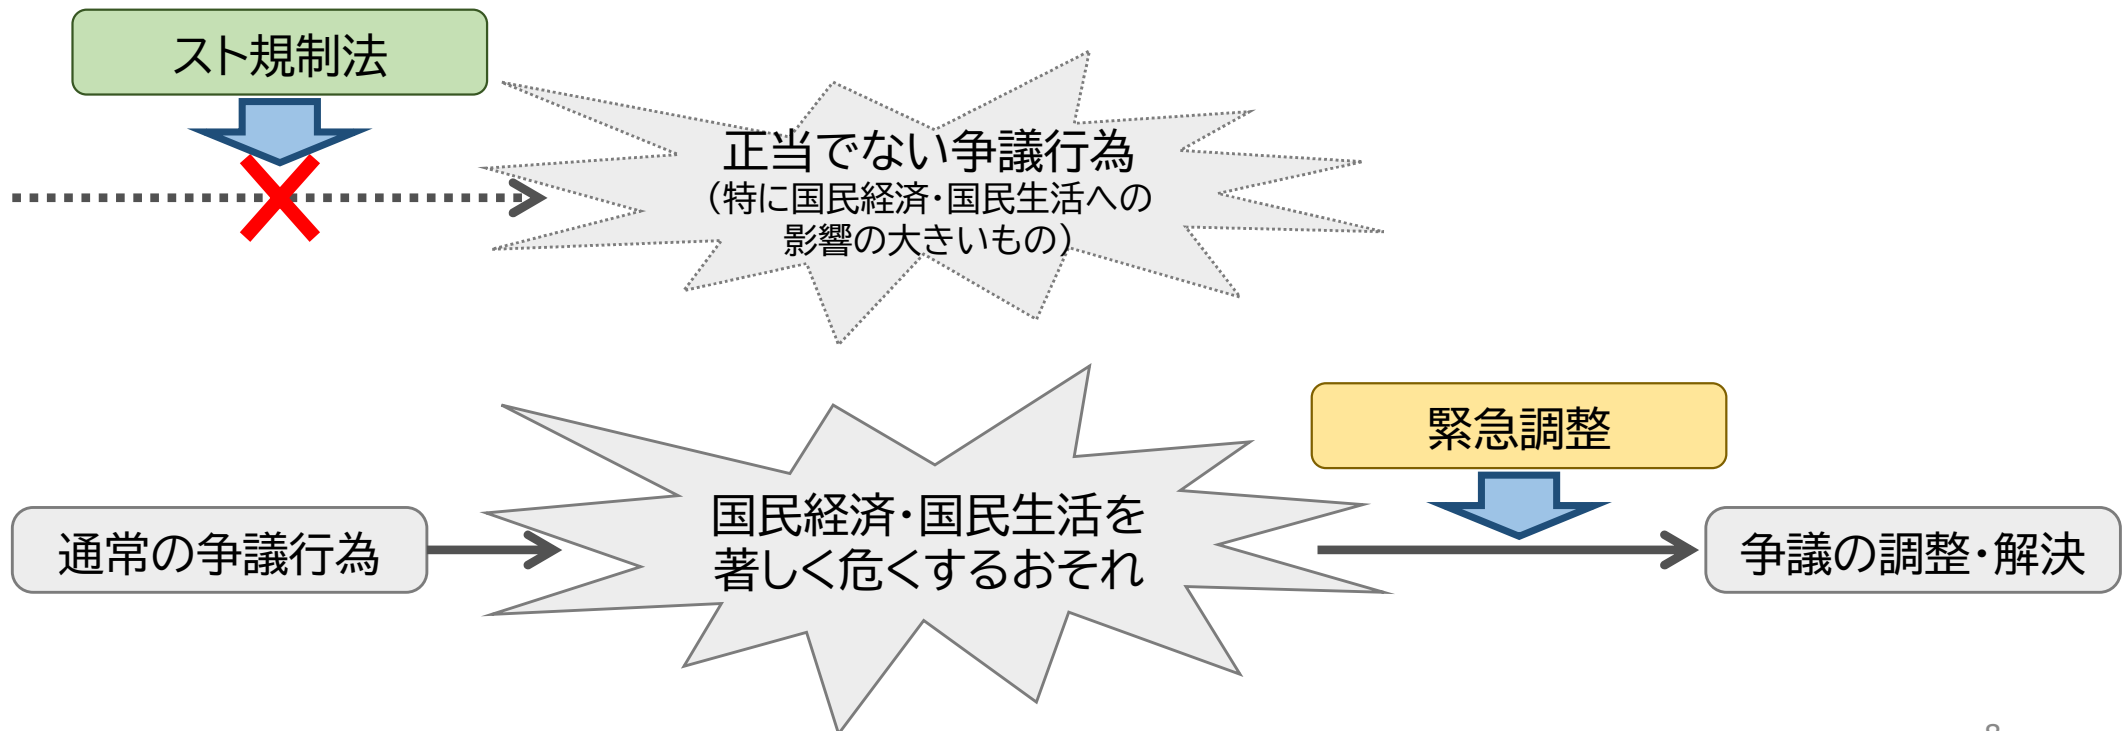 スト規制法
正当でない争議行為
（特に国民経済・国民生活への
影響の大きいもの）
緊急調整
通常の争議行為
国民経済・国民生活を
著しく危くするおそれ
争議の調整・解決